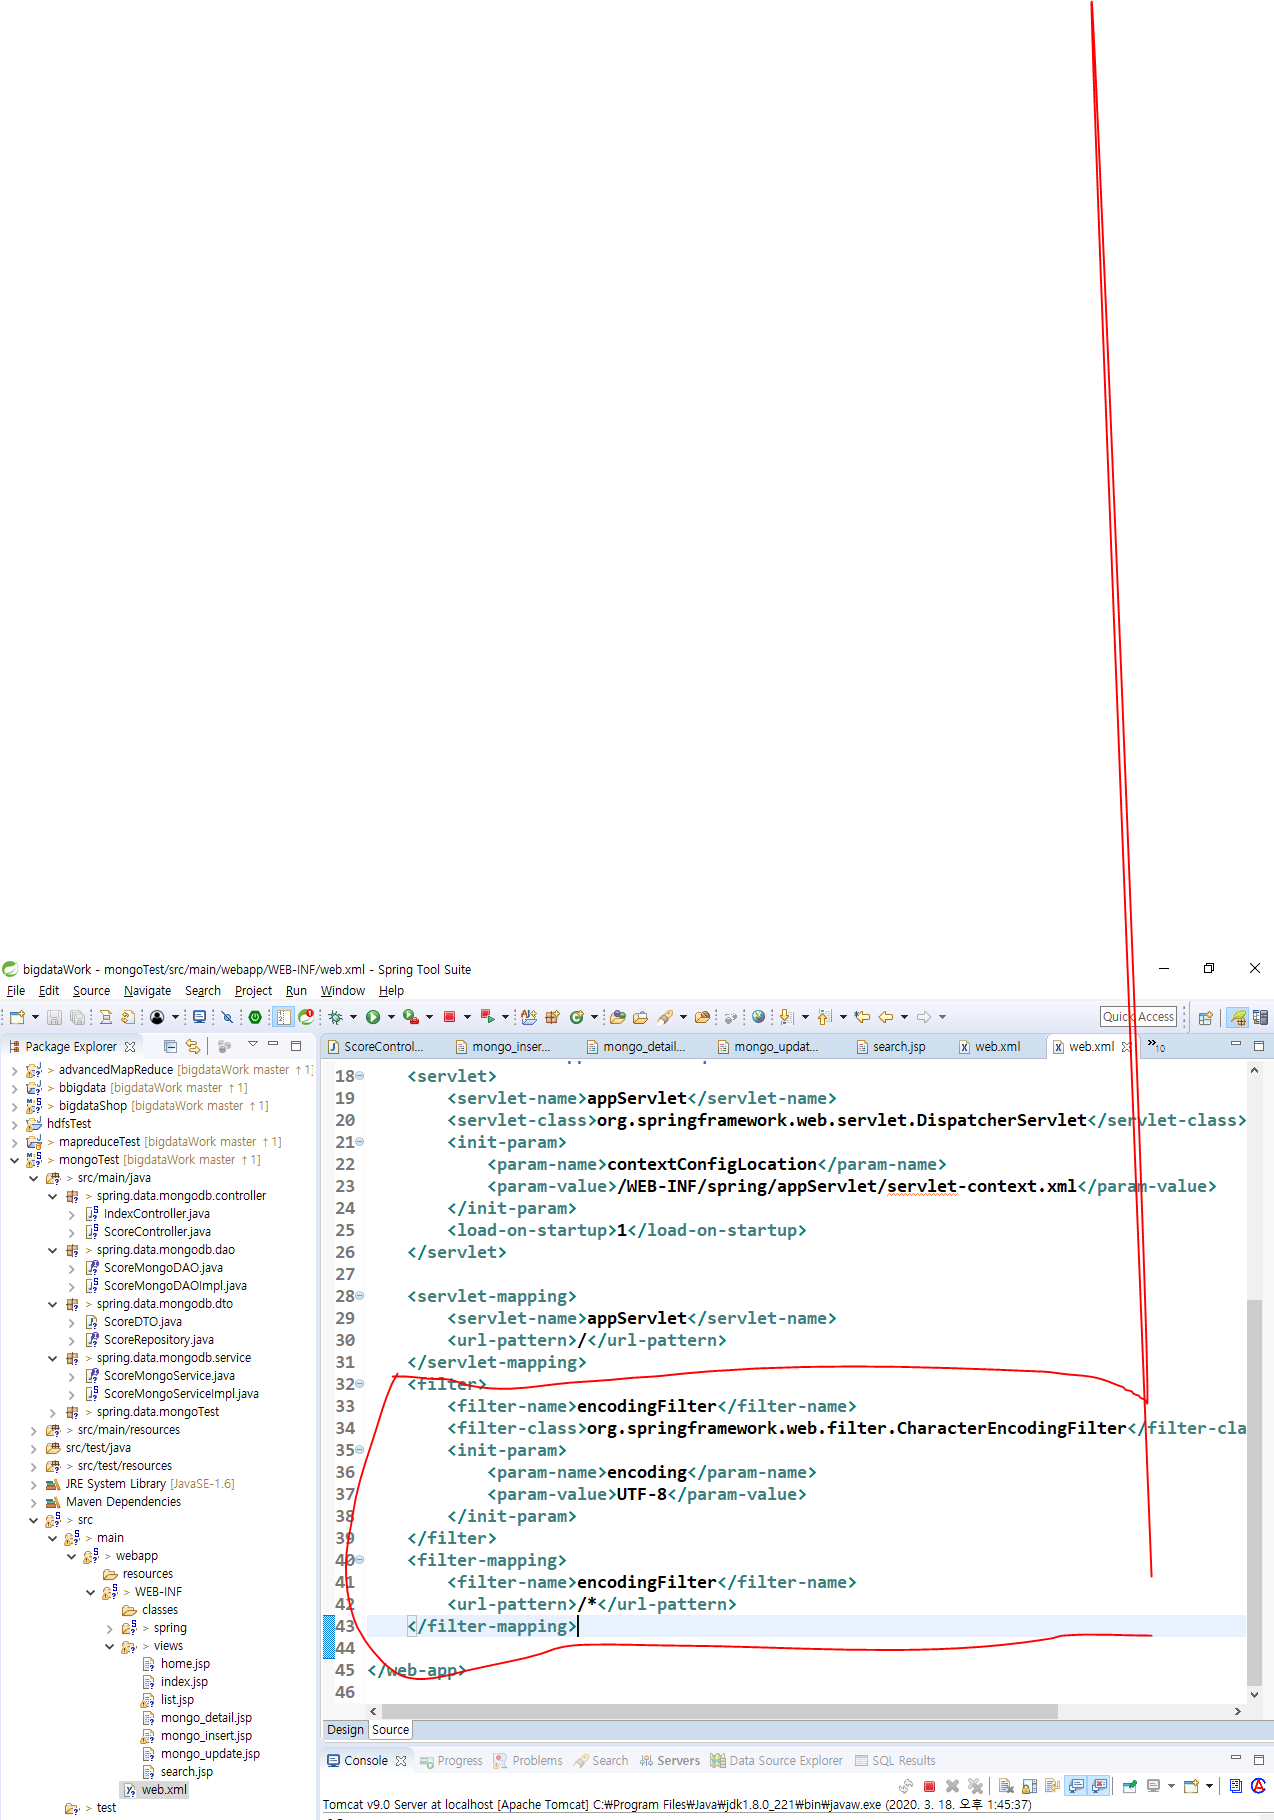 bigdataWork - mongoTest/src/main/webapp/WEB-INF/web.xml - Spring Tool Suite
File Edit Source Navigate Search Project Run Window Help
Quick Access
Package Explorer
ScoreControl... mongo_inser... mongo_detail... mongo_updat... search.jsp web.xml web.xml »10
> advancedMapReduce [bigdataWork master ↑1]
> bbigdata [bigdataWork master ↑1]
> bigdataShop [bigdataWork master ↑1]
hdfsTest
> mapreduceTest [bigdataWork master ↑1]
> mongoTest [bigdataWork master ↑1]
> src/main/java
> spring.data.mongodb.controller
IndexController.java
ScoreController.java
> spring.data.mongodb.dao
ScoreMongoDAO.java
ScoreMongoDAOImpl.java
> spring.data.mongodb.dto
ScoreDTO.java
ScoreRepository.java
> spring.data.mongodb.service
ScoreMongoService.java
ScoreMongoServiceImpl.java
> spring.data.mongoTest
> src/main/resources
src/test/java
> src/test/resources
JRE System Library [JavaSE-1.6]
Maven Dependencies
> src
> main
> webapp
resources
> WEB-INF
classes
> spring
> views
home.jsp
index.jsp
list.jsp
mongo_detail.jsp
mongo_insert.jsp
mongo_update.jsp
search.jsp
web.xml
> test
18 <servlet>
19 <servlet-name>appServlet</servlet-name>
20 <servlet-class>org.springframework.web.servlet.DispatcherServlet</servlet-class>
21 <init-param>
22 <param-name>contextConfigLocation</param-name>
23 <param-value>/WEB-INF/spring/appServlet/servlet-context.xml</param-value>
24 </init-param>
25 <load-on-startup>1</load-on-startup>
26 </servlet>
27
28 <servlet-mapping>
29 <servlet-name>appServlet</servlet-name>
30 <url-pattern>/</url-pattern>
31 </servlet-mapping>
32 <filter>
33 <filter-name>encodingFilter</filter-name>
34 <filter-class>org.springframework.web.filter.CharacterEncodingFilter</filter-cla
35 <init-param>
36 <param-name>encoding</param-name>
37 <param-value>UTF-8</param-value>
38 </init-param>
39 </filter>
40 <filter-mapping>
41 <filter-name>encodingFilter</filter-name>
42 <url-pattern>/*</url-pattern>
43 </filter-mapping>
44
45 </web-app>
46
Design Source
Console Progress Problems Search Servers Data Source Explorer SQL Results
Tomcat v9.0 Server at localhost [Apache Tomcat] C:₩Program Files₩Java₩jdk1.8.0_221₩bin₩javaw.exe (2020. 3. 18. 오후 1:45:37)